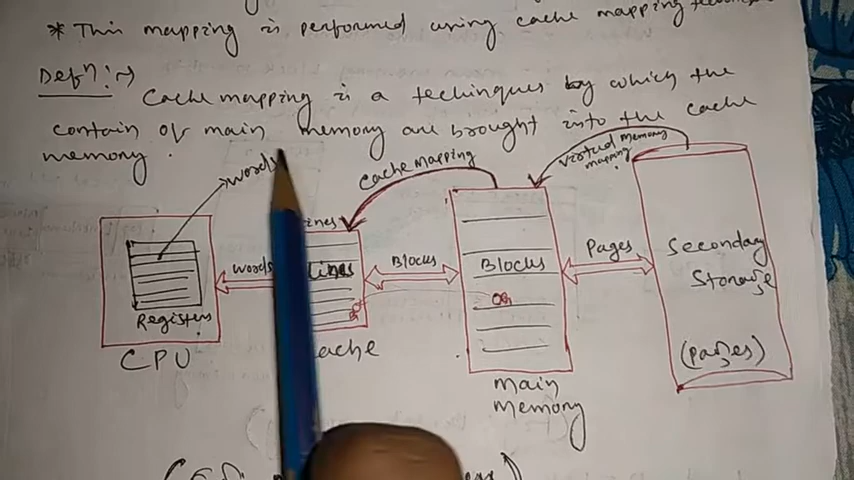 * This mapping is performed using cache mapping
Defⁿ:→
Cache mapping is a techinques by which the
contain of main memory are brought into the cache
memory.
words
Cache mapping
virtual memory
mapping
words
Lines
Blocks
Blocks
Pages
Secondary
Storage
Registers
CPU
(pages)
Main
Memory